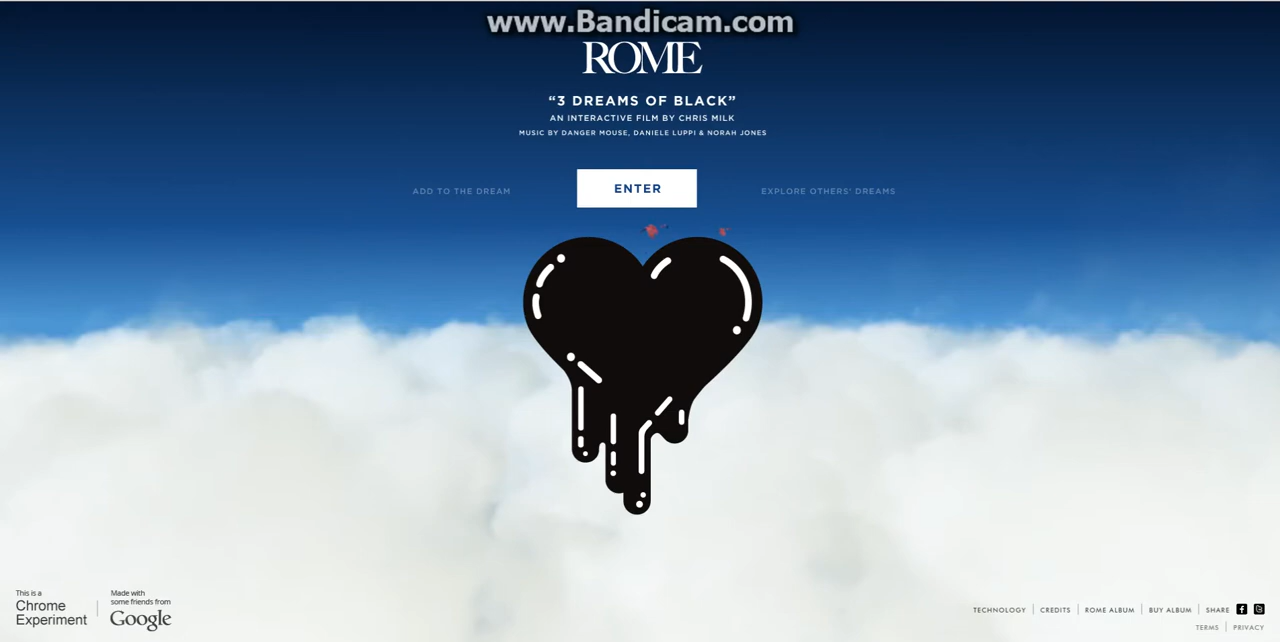 www.Bandicam.com
ROME
“3 DREAMS OF BLACK”
AN INTERACTIVE FILM BY CHRIS MILK
MUSIC BY DANGER MOUSE, DANIELE LUPPI & NORAH JONES
ADD TO THE DREAM
ENTER
EXPLORE OTHERS' DREAMS
This is a
Chrome
Experiment
Made with
some friends from
Google
TECHNOLOGY | CREDITS | ROME ALBUM | BUY ALBUM | SHARE
TERMS | PRIVACY